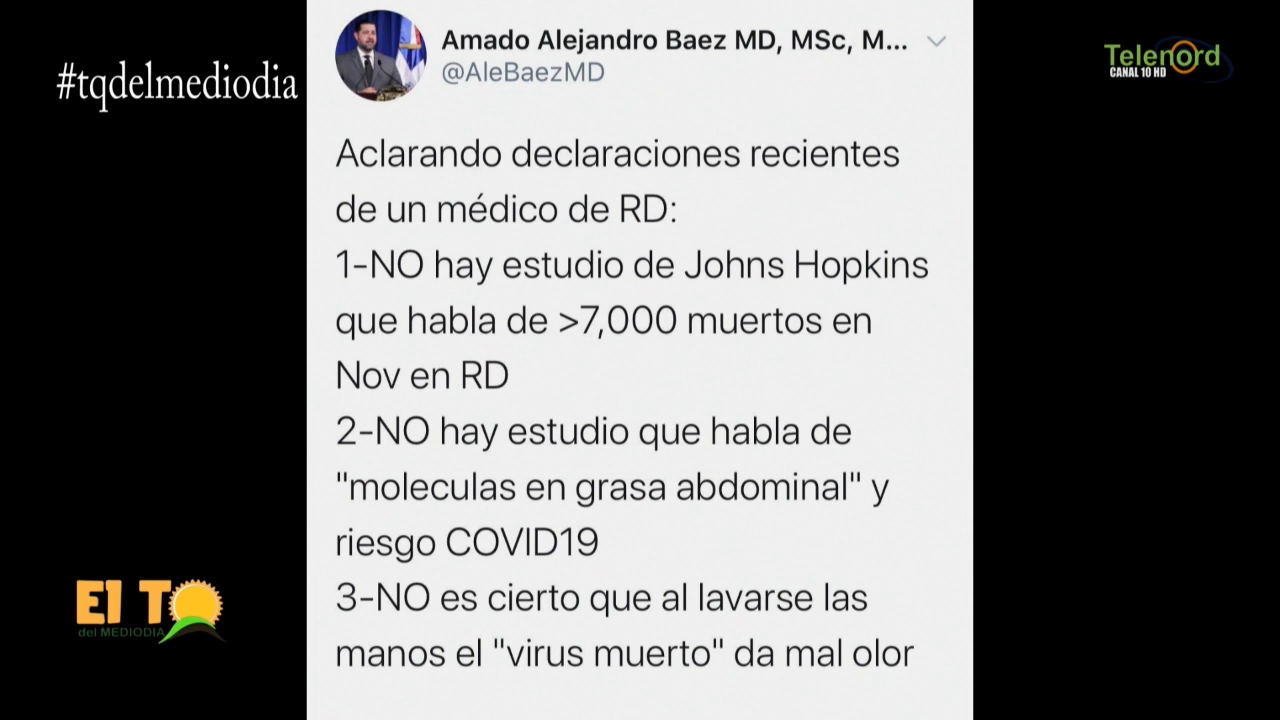 #tqdelmediodia
Telenord
CANAL 10 HD
Amado Alejandro Baez MD, MSc, M...
@AleBaezMD
Aclarando declaraciones recientes
de un médico de RD:
1-NO hay estudio de Johns Hopkins
que habla de >7,000 muertos en
Nov en RD
2-NO hay estudio que habla de
"moleculas en grasa abdominal" y
riesgo COVID19
3-NO es cierto que al lavarse las
manos el "virus muerto" da mal olor
El T
del MEDIODIA